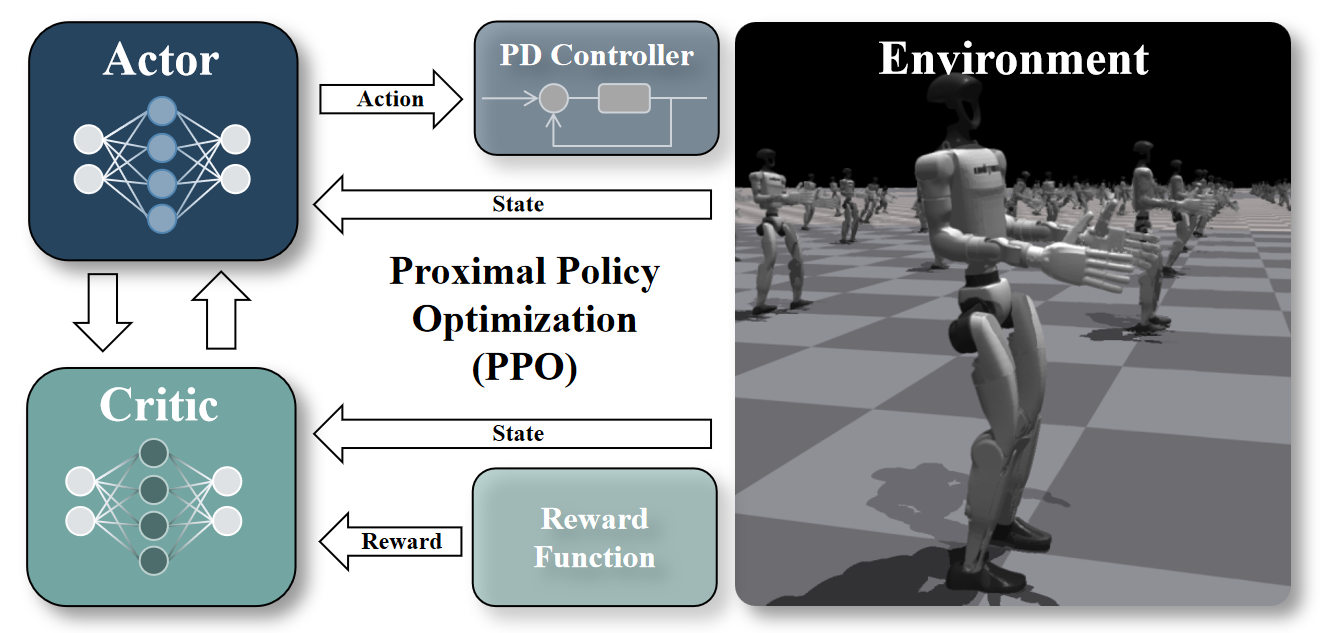 Actor
PD Controller
Environment
Action
State
Proximal Policy
Optimization
(PPO)
Critic
State
Reward
Function
Reward